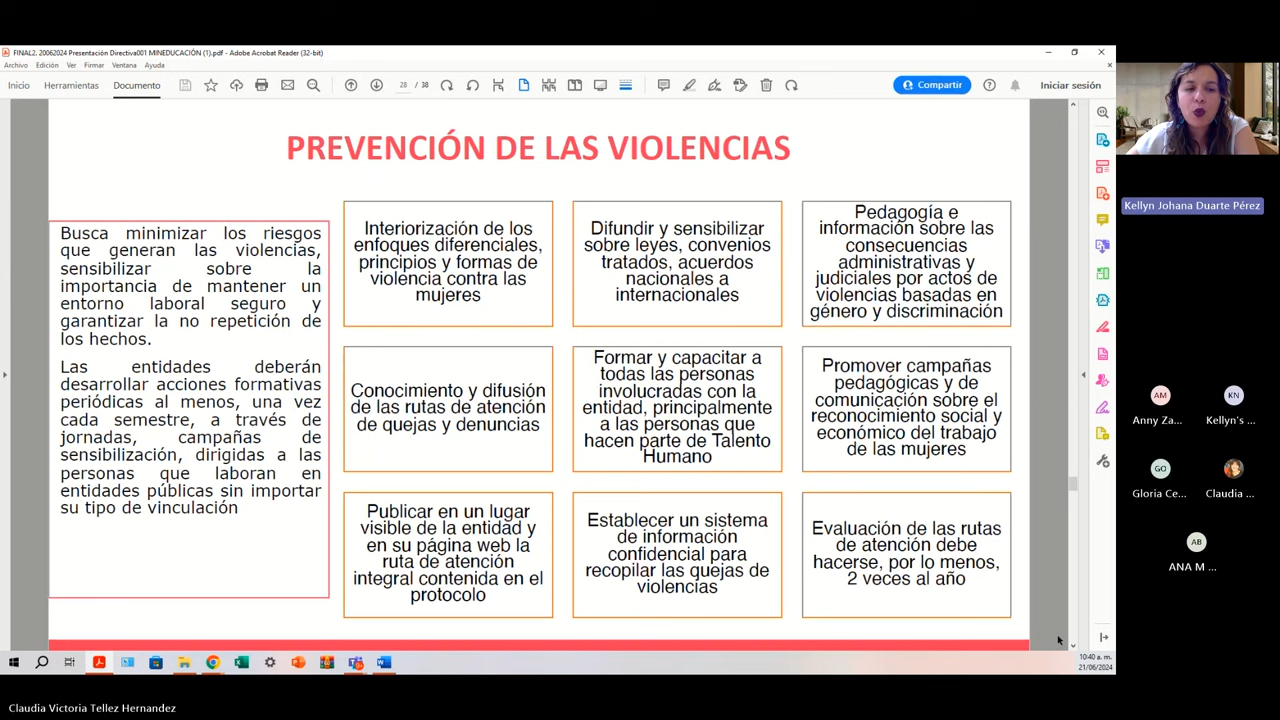 FINAL2. 20062024 Presentación Directiva001 MINEDUCACIÓN (1).pdf - Adobe Acrobat Reader (32-bit)
Archivo Edición Ver Firmar Ventana Ayuda
Inicio Herramientas Documento 28 / 38 Compartir Iniciar sesión
PREVENCIÓN DE LAS VIOLENCIAS
Busca minimizar los riesgos
que generan las violencias,
sensibilizar sobre la
importancia de mantener un
entorno laboral seguro y
garantizar la no repetición de
los hechos.
Las entidades deberán
desarrollar acciones formativas
periódicas al menos, una vez
cada semestre, a través de
jornadas, campañas de
sensibilización, dirigidas a las
personas que laboran en
entidades públicas sin importar
su tipo de vinculación
Interiorización de los
enfoques diferenciales,
principios y formas de
violencia contra las
mujeres
Difundir y sensibilizar
sobre leyes, convenios
tratados, acuerdos
nacionales a
internacionales
Pedagogía e
información sobre las
consecuencias
administrativas y
judiciales por actos de
violencias basadas en
género y discriminación
Conocimiento y difusión
de las rutas de atención
de quejas y denuncias
Formar y capacitar a
todas las personas
involucradas con la
entidad, principalmente
a las personas que
hacen parte de Talento
Humano
Promover campañas
pedagógicas y de
comunicación sobre el
reconocimiento social y
económico del trabajo
de las mujeres
Publicar en un lugar
visible de la entidad y
en su página web la
ruta de atención
integral contenida en el
protocolo
Establecer un sistema
de información
confidencial para
recopilar las quejas de
violencias
Evaluación de las rutas
de atención debe
hacerse, por lo menos,
2 veces al año
10:40 a. m.
21/06/2024
Kellyn Johana Duarte Pérez
AM KN
Anny Za... Kellyn's ...
GO
Gloria Ce... Claudia ...
AB
ANA M ...
Claudia Victoria Tellez Hernandez